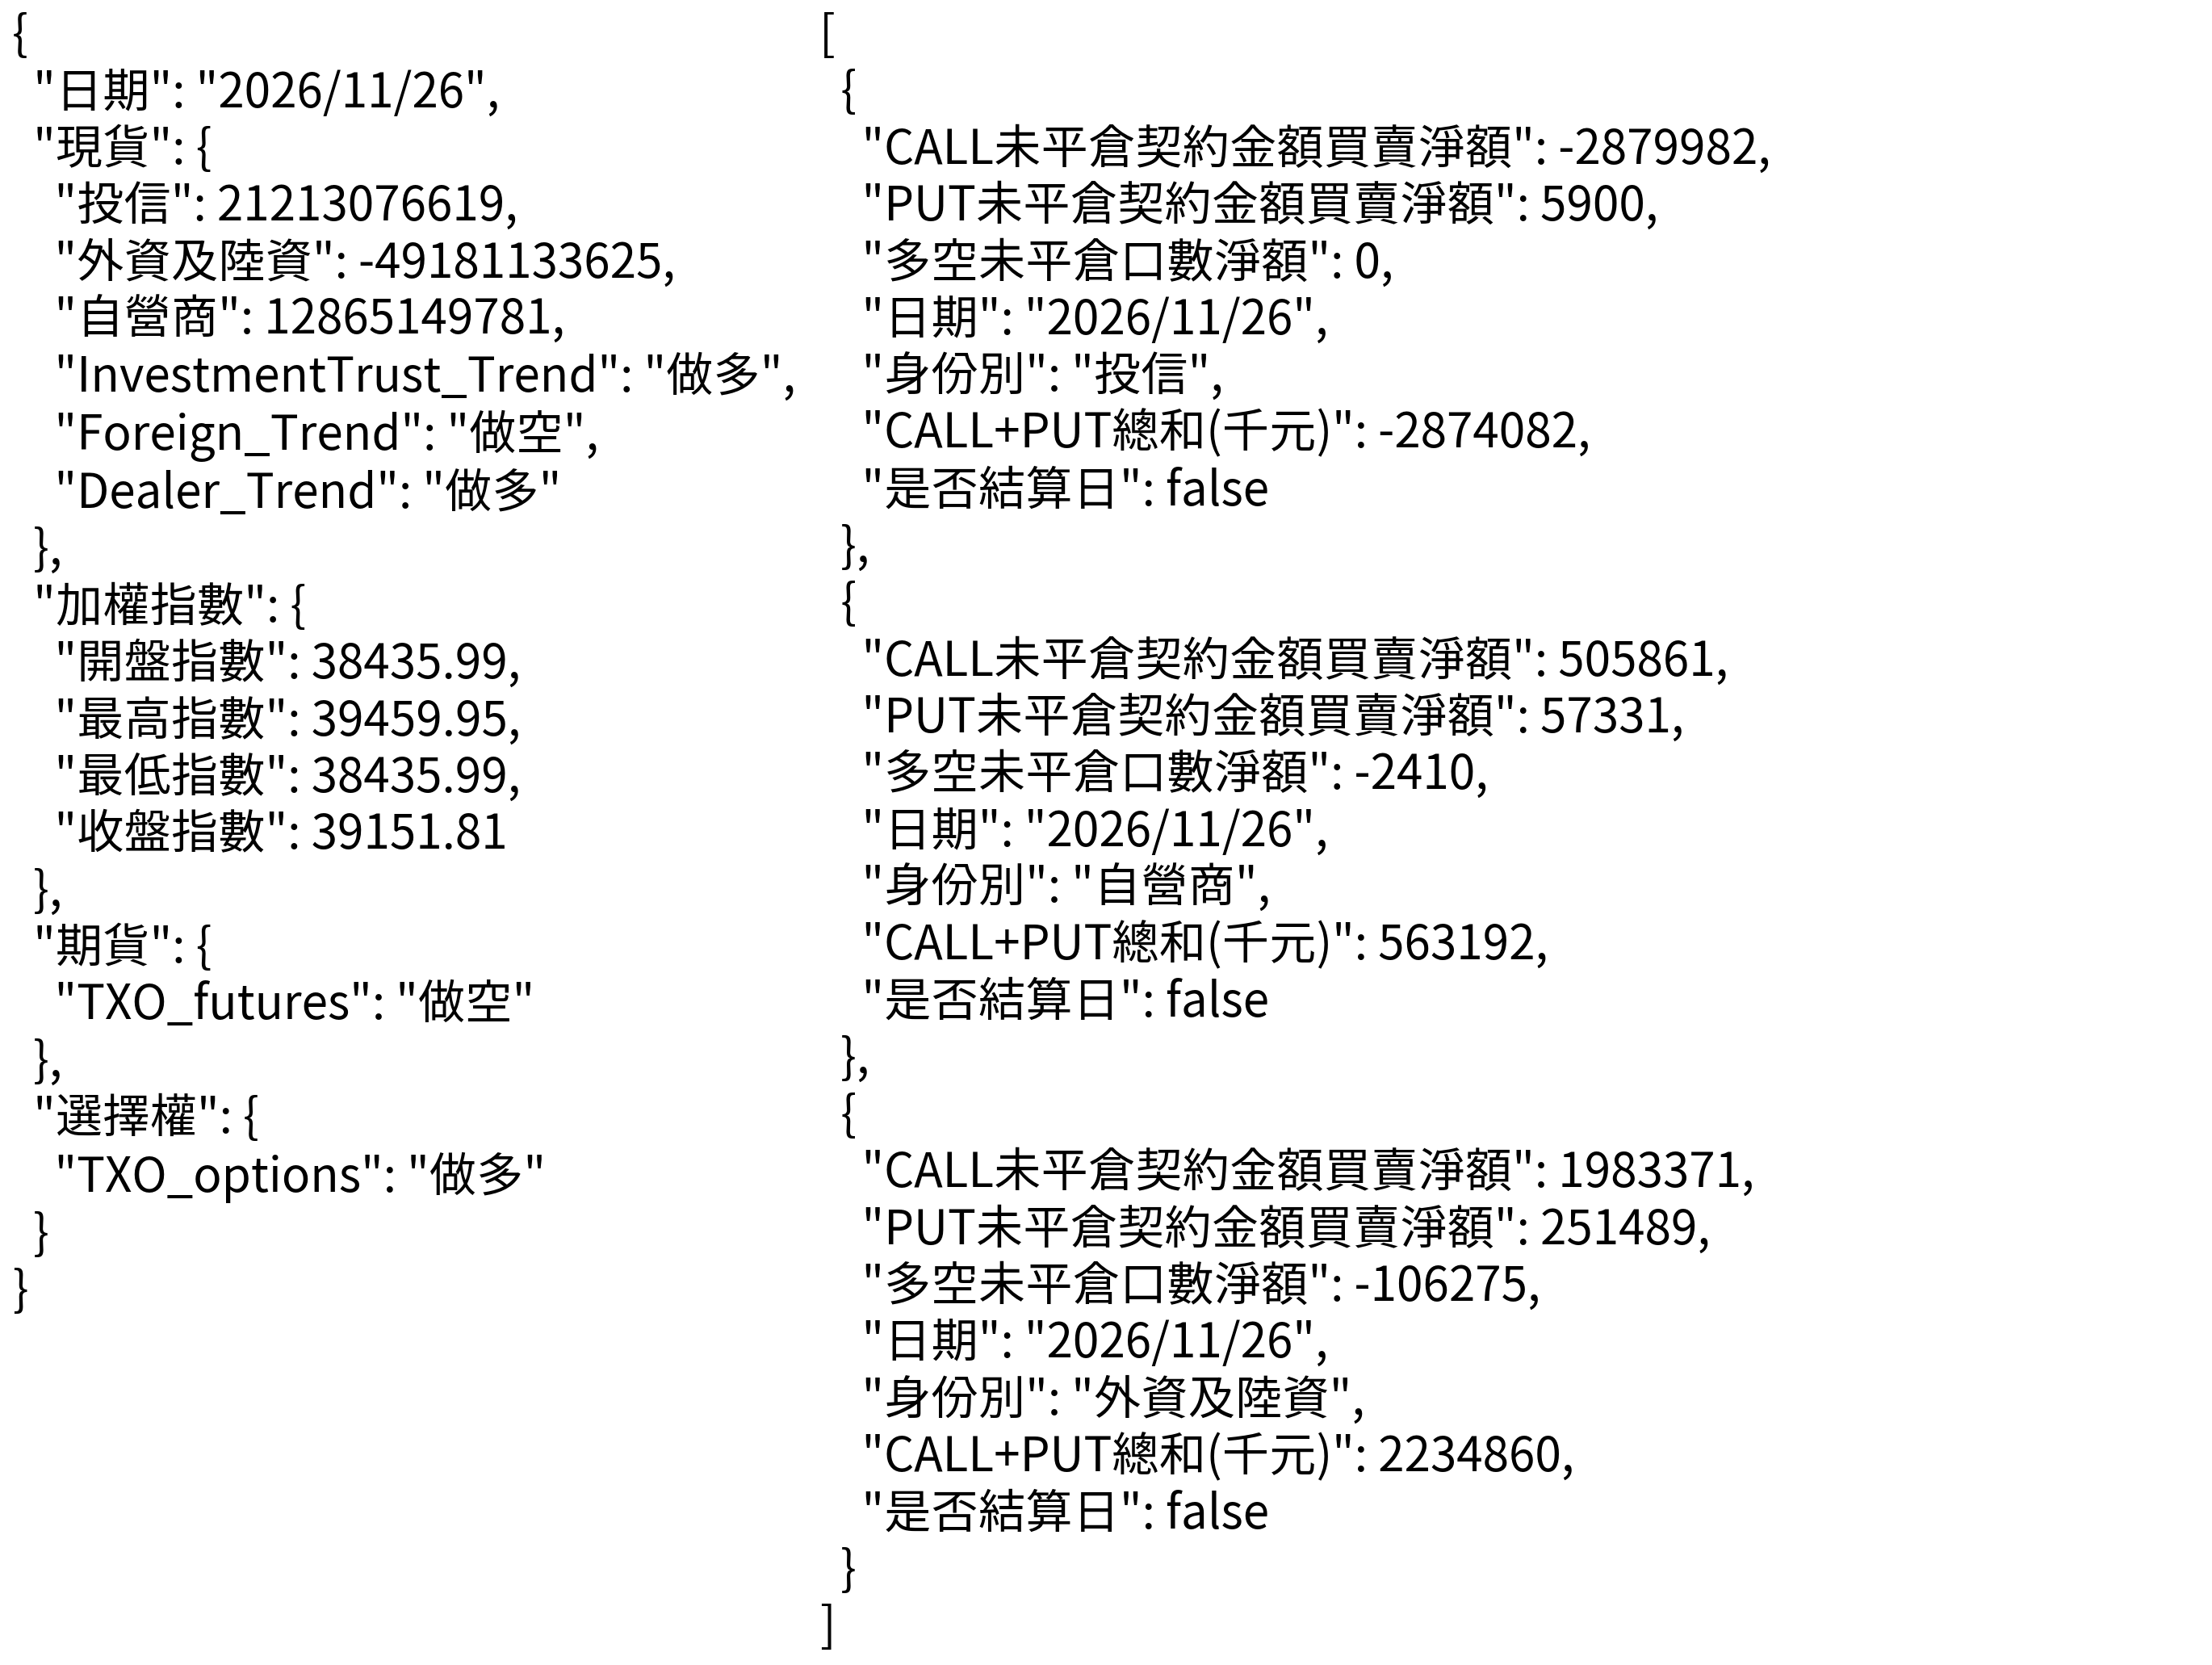 {
  "日期": "2026/11/26",
  "現貨": {
    "投信": 21213076619,
    "外資及陸資": -49181133625,
    "自營商": 12865149781,
    "InvestmentTrust_Trend": "做多",
    "Foreign_Trend": "做空",
    "Dealer_Trend": "做多"
  },
  "加權指數": {
    "開盤指數": 38435.99,
    "最高指數": 39459.95,
    "最低指數": 38435.99,
    "收盤指數": 39151.81
  },
  "期貨": {
    "TXO_futures": "做空"
  },
  "選擇權": {
    "TXO_options": "做多"
  }
}
[
  {
    "CALL未平倉契約金額買賣淨額": -2879982,
    "PUT未平倉契約金額買賣淨額": 5900,
    "多空未平倉口數淨額": 0,
    "日期": "2026/11/26",
    "身份別": "投信",
    "CALL+PUT總和(千元)": -2874082,
    "是否結算日": false
  },
  {
    "CALL未平倉契約金額買賣淨額": 505861,
    "PUT未平倉契約金額買賣淨額": 57331,
    "多空未平倉口數淨額": -2410,
    "日期": "2026/11/26",
    "身份別": "自營商",
    "CALL+PUT總和(千元)": 563192,
    "是否結算日": false
  },
  {
    "CALL未平倉契約金額買賣淨額": 1983371,
    "PUT未平倉契約金額買賣淨額": 251489,
    "多空未平倉口數淨額": -106275,
    "日期": "2026/11/26",
    "身份別": "外資及陸資",
    "CALL+PUT總和(千元)": 2234860,
    "是否結算日": false
  }
]